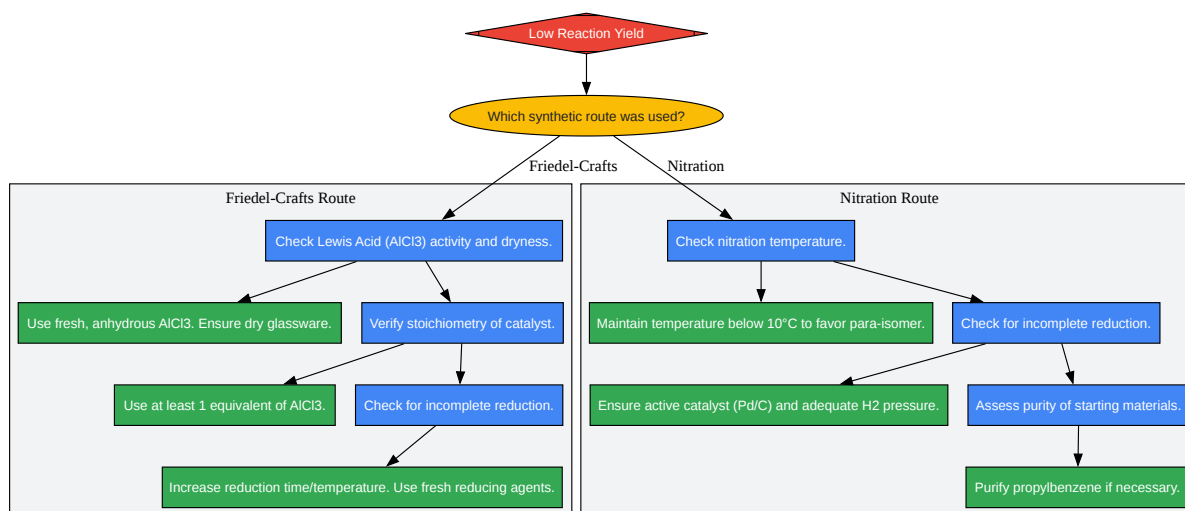 Low Reaction Yield
Which synthetic route was used?
Friedel-Crafts
Nitration
Friedel-Crafts Route
Check Lewis Acid (AlCl3) activity and dryness.
Use fresh, anhydrous AlCl3. Ensure dry glassware.
Verify stoichiometry of catalyst.
Use at least 1 equivalent of AlCl3.
Check for incomplete reduction.
Increase reduction time/temperature. Use fresh reducing agents.
Nitration Route
Check nitration temperature.
Maintain temperature below 10°C to favor para-isomer.
Check for incomplete reduction.
Ensure active catalyst (Pd/C) and adequate H2 pressure.
Assess purity of starting materials.
Purify propylbenzene if necessary.